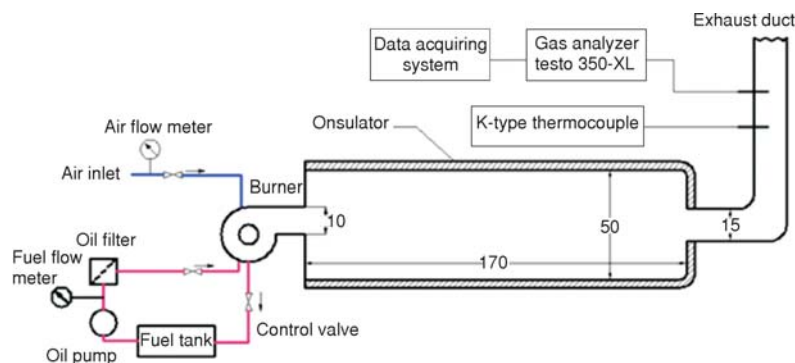 Exhaust duct
Data acquiring
system
Gas analyzer
testo 350-XL
Air flow meter
Onsulator
K-type thermocouple
Air inlet
Burner
10
50
15
Oil filter
Fuel flow
meter
170
Fuel tank
Control valve
Oil pump